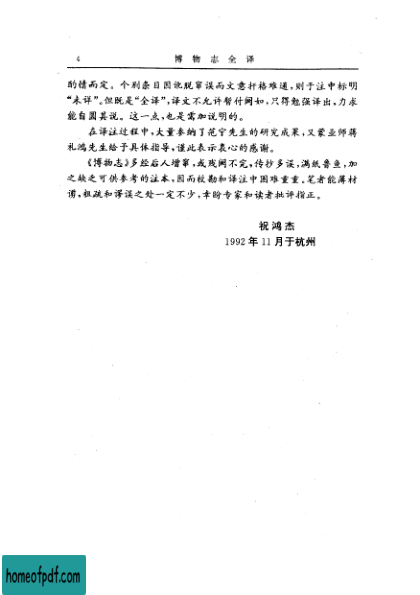 4 博物志全译
酌情而定。个别条目因讹脱窜误而文意扞格难通,则于注中标明
“未详”。但既是“全译”,译文不允许暂付阙如,只得勉强译出,力求
能自圆其说。这一点,也是需加说明的。
在译注过程中,大量参纳了范宁先生的研究成果,又蒙业师蒋
礼鸿先生给予具体指导,谨此表示衷心的感谢。
《博物志》多经后人增窜,或残阙不完,传抄多误,满纸鲁鱼,加
之缺乏可供参考的注本,因而校勘和译注中困难重重。笔者能薄材
谫,粗疏和谬误之处一定不少,幸盼专家和读者批评指正。
祝鸿杰
1992年11月于杭州
homeofpdf.com